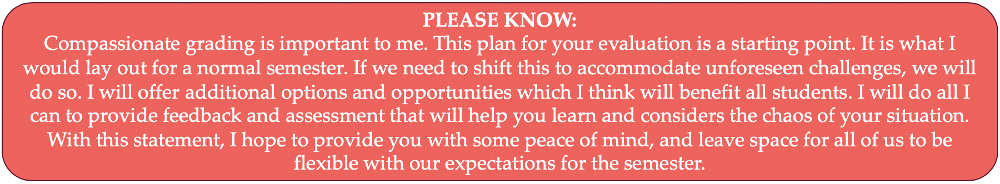 PLEASE KNOW:
Compassionate grading is important to me. This plan for your evaluation is a starting point. It is what I
would lay out for a normal semester. If we need to shift this to accommodate unforeseen challenges, we will
do so. I will offer additional options and opportunities which I think will benefit all students. I will do all I
can to provide feedback and assessment that will help you learn and considers the chaos of your situation.
With this statement, I hope to provide you with some peace of mind, and leave space for all of us to be
flexible with our expectations for the semester.